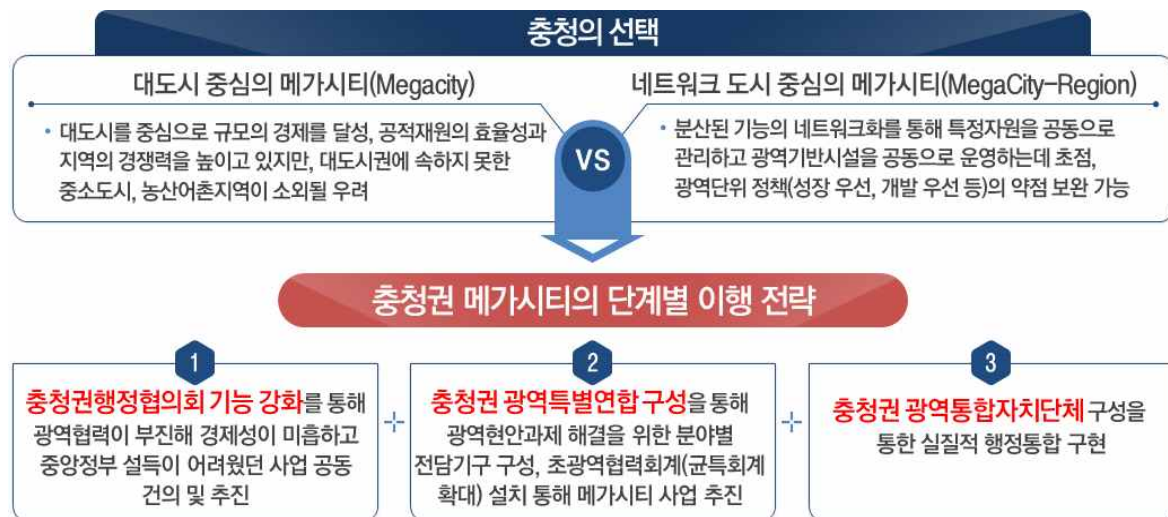 충청의 선택
대도시 중심의 메가시티(Megacity)
• 대도시를 중심으로 규모의 경제를 달성, 공적재원의 효율성과
지역의 경쟁력을 높이고 있지만, 대도시권에 속하지 못한
중소도시, 농산어촌지역이 소외될 우려
VS
네트워크 도시 중심의 메가시티(MegaCity-Region)
• 분산된 기능의 네트워크화를 통해 특정자원을 공동으로
관리하고 광역기반시설을 공동으로 운영하는데 초점,
광역단위 정책(성장 우선, 개발 우선 등)의 약점 보완 가능
충청권 메가시티의 단계별 이행 전략
1
충청권행정협의회 기능 강화를 통해
광역협력이 부진해 경제성이 미흡하고
중앙정부 설득이 어려웠던 사업 공동
건의 및 추진
2
충청권 광역특별연합 구성을 통해
광역현안과제 해결을 위한 분야별
전담기구 구성, 초광역협력회계(균특회계
확대) 설치 통해 메가시티 사업 추진
3
충청권 광역통합자치단체 구성을
통한 실질적 행정통합 구현